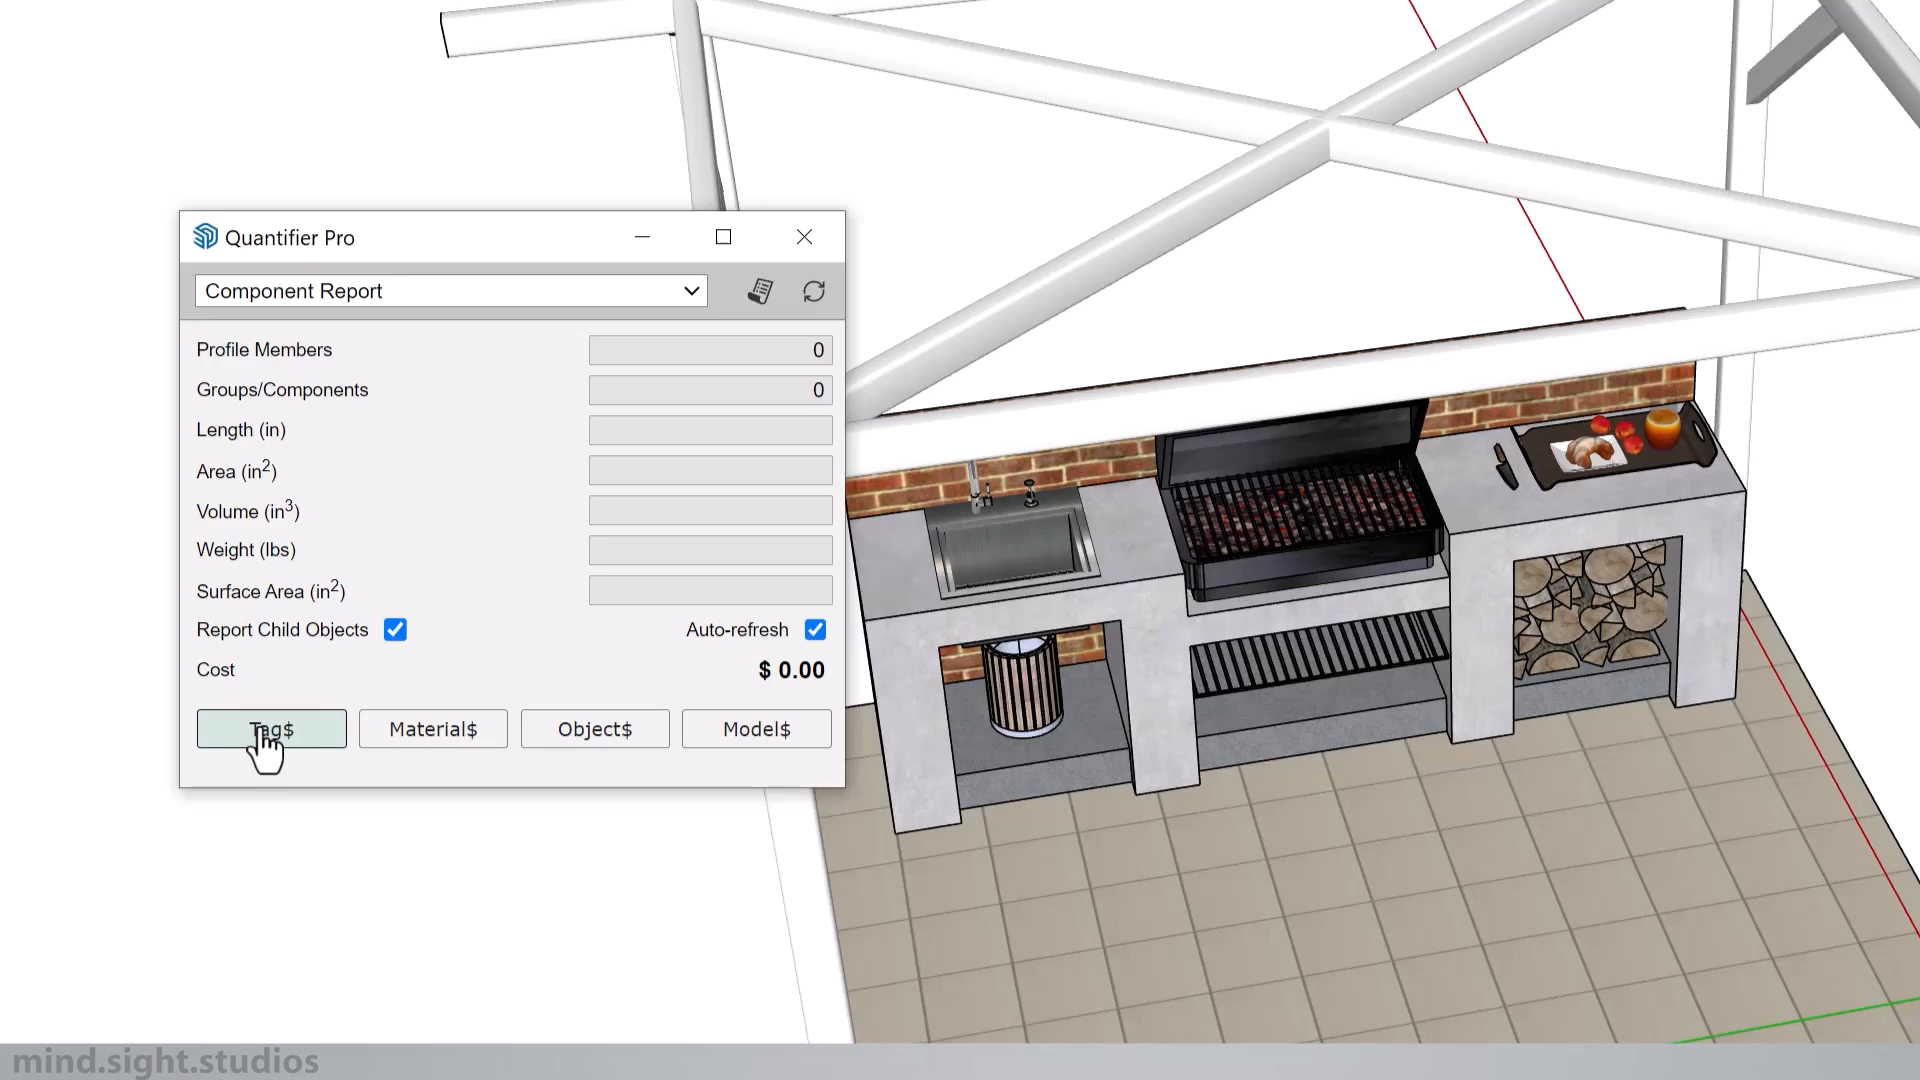 Quantifier Pro
Component Report
Profile Members 0
Groups/Components 0
Length (in)
Area (in²)
Volume (in³)
Weight (lbs)
Surface Area (in²)
Report Child Objects Auto-refresh
Cost $ 0.00
Tag$ Material$ Object$ Model$
mind.sight.studios